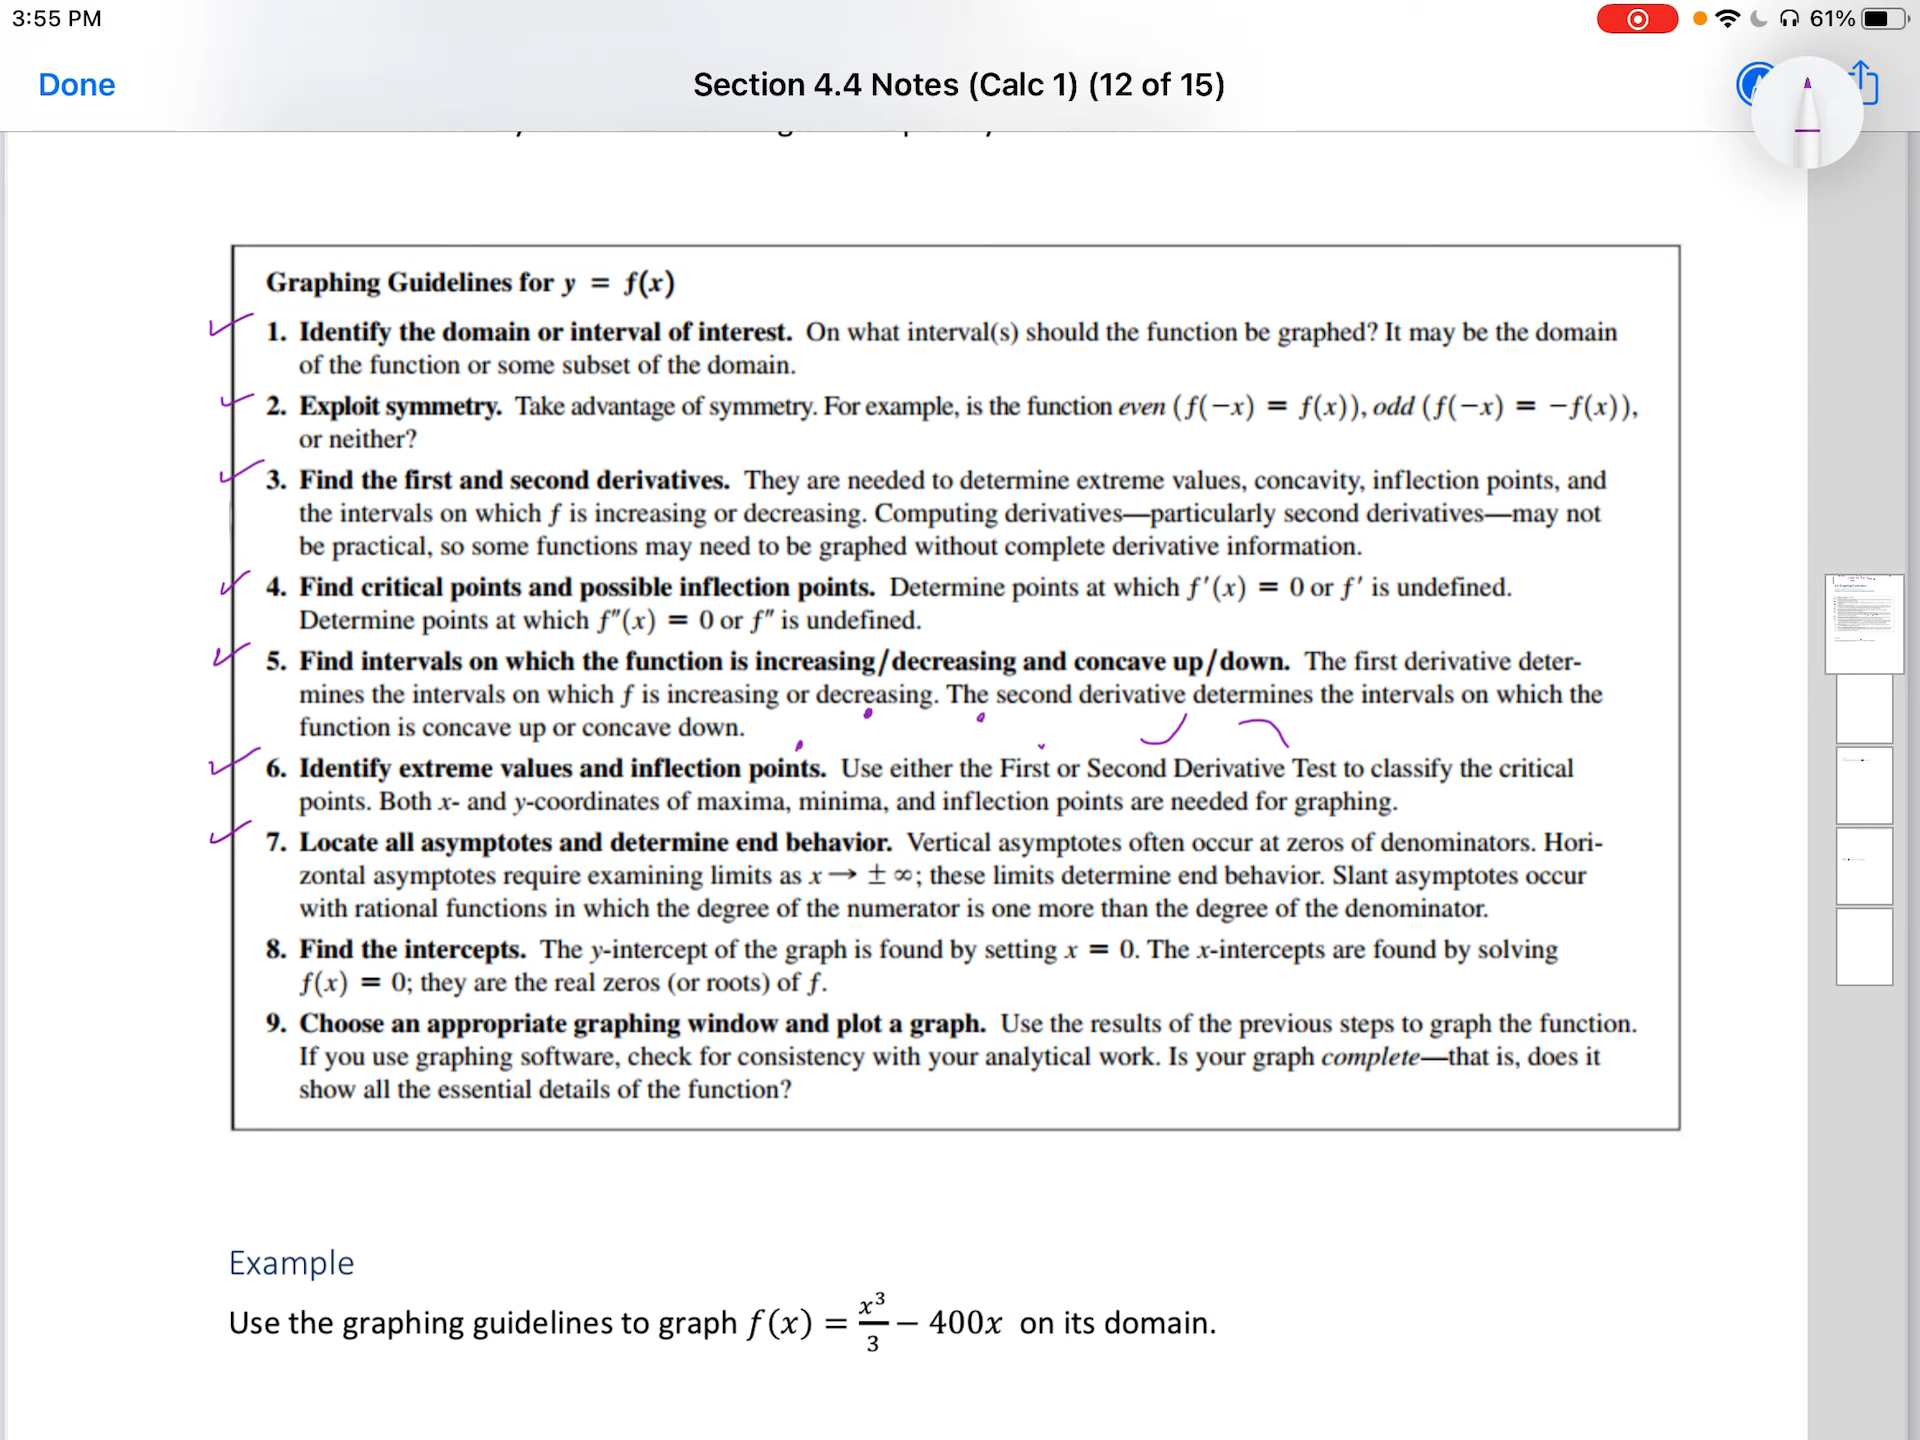 3:55 PM
61%
Done
Section 4.4 Notes (Calc 1) (12 of 15)
Graphing Guidelines for y = f(x)
1. Identify the domain or interval of interest. On what interval(s) should the function be graphed? It may be the domain
of the function or some subset of the domain.
2. Exploit symmetry. Take advantage of symmetry. For example, is the function even (f(−x) = f(x)), odd (f(−x) = −f(x)),
or neither?
3. Find the first and second derivatives. They are needed to determine extreme values, concavity, inflection points, and
the intervals on which f is increasing or decreasing. Computing derivatives—particularly second derivatives—may not
be practical, so some functions may need to be graphed without complete derivative information.
4. Find critical points and possible inflection points. Determine points at which f′(x) = 0 or f′ is undefined.
Determine points at which f″(x) = 0 or f″ is undefined.
5. Find intervals on which the function is increasing/decreasing and concave up/down. The first derivative deter-
mines the intervals on which f is increasing or decreasing. The second derivative determines the intervals on which the
function is concave up or concave down.
6. Identify extreme values and inflection points. Use either the First or Second Derivative Test to classify the critical
points. Both x- and y-coordinates of maxima, minima, and inflection points are needed for graphing.
7. Locate all asymptotes and determine end behavior. Vertical asymptotes often occur at zeros of denominators. Hori-
zontal asymptotes require examining limits as x → ± ∞; these limits determine end behavior. Slant asymptotes occur
with rational functions in which the degree of the numerator is one more than the degree of the denominator.
8. Find the intercepts. The y-intercept of the graph is found by setting x = 0. The x-intercepts are found by solving
f(x) = 0; they are the real zeros (or roots) of f.
9. Choose an appropriate graphing window and plot a graph. Use the results of the previous steps to graph the function.
If you use graphing software, check for consistency with your analytical work. Is your graph complete—that is, does it
show all the essential details of the function?
Example
Use the graphing guidelines to graph f(x) = x³/3 − 400x on its domain.